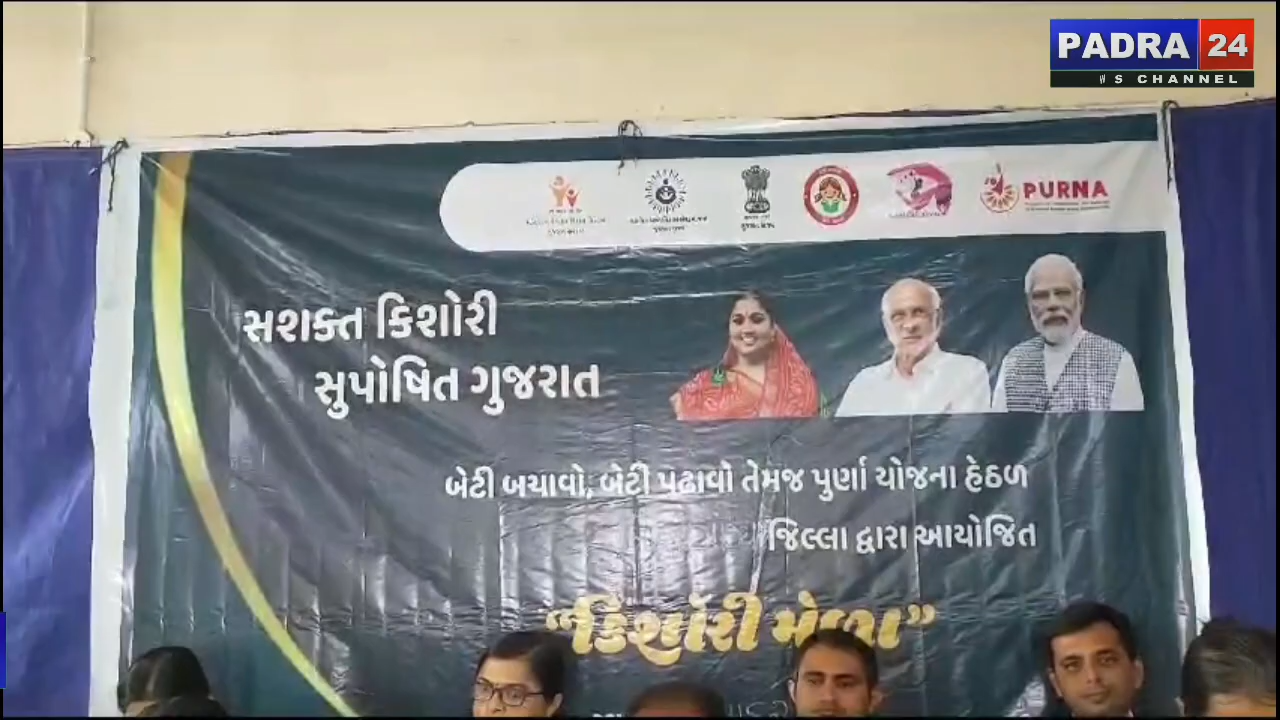 PADRA 24
S CHANNEL
PURNA
સશક્ત કિશોરી
સુપોષિત ગુજરાત
બેટી બચાવો, બેટી પઢાવો તેમજ પુર્ણા યોજના હેઠળ
જિલ્લા દ્વારા આયોજિત
“કિશોરી મેળા”